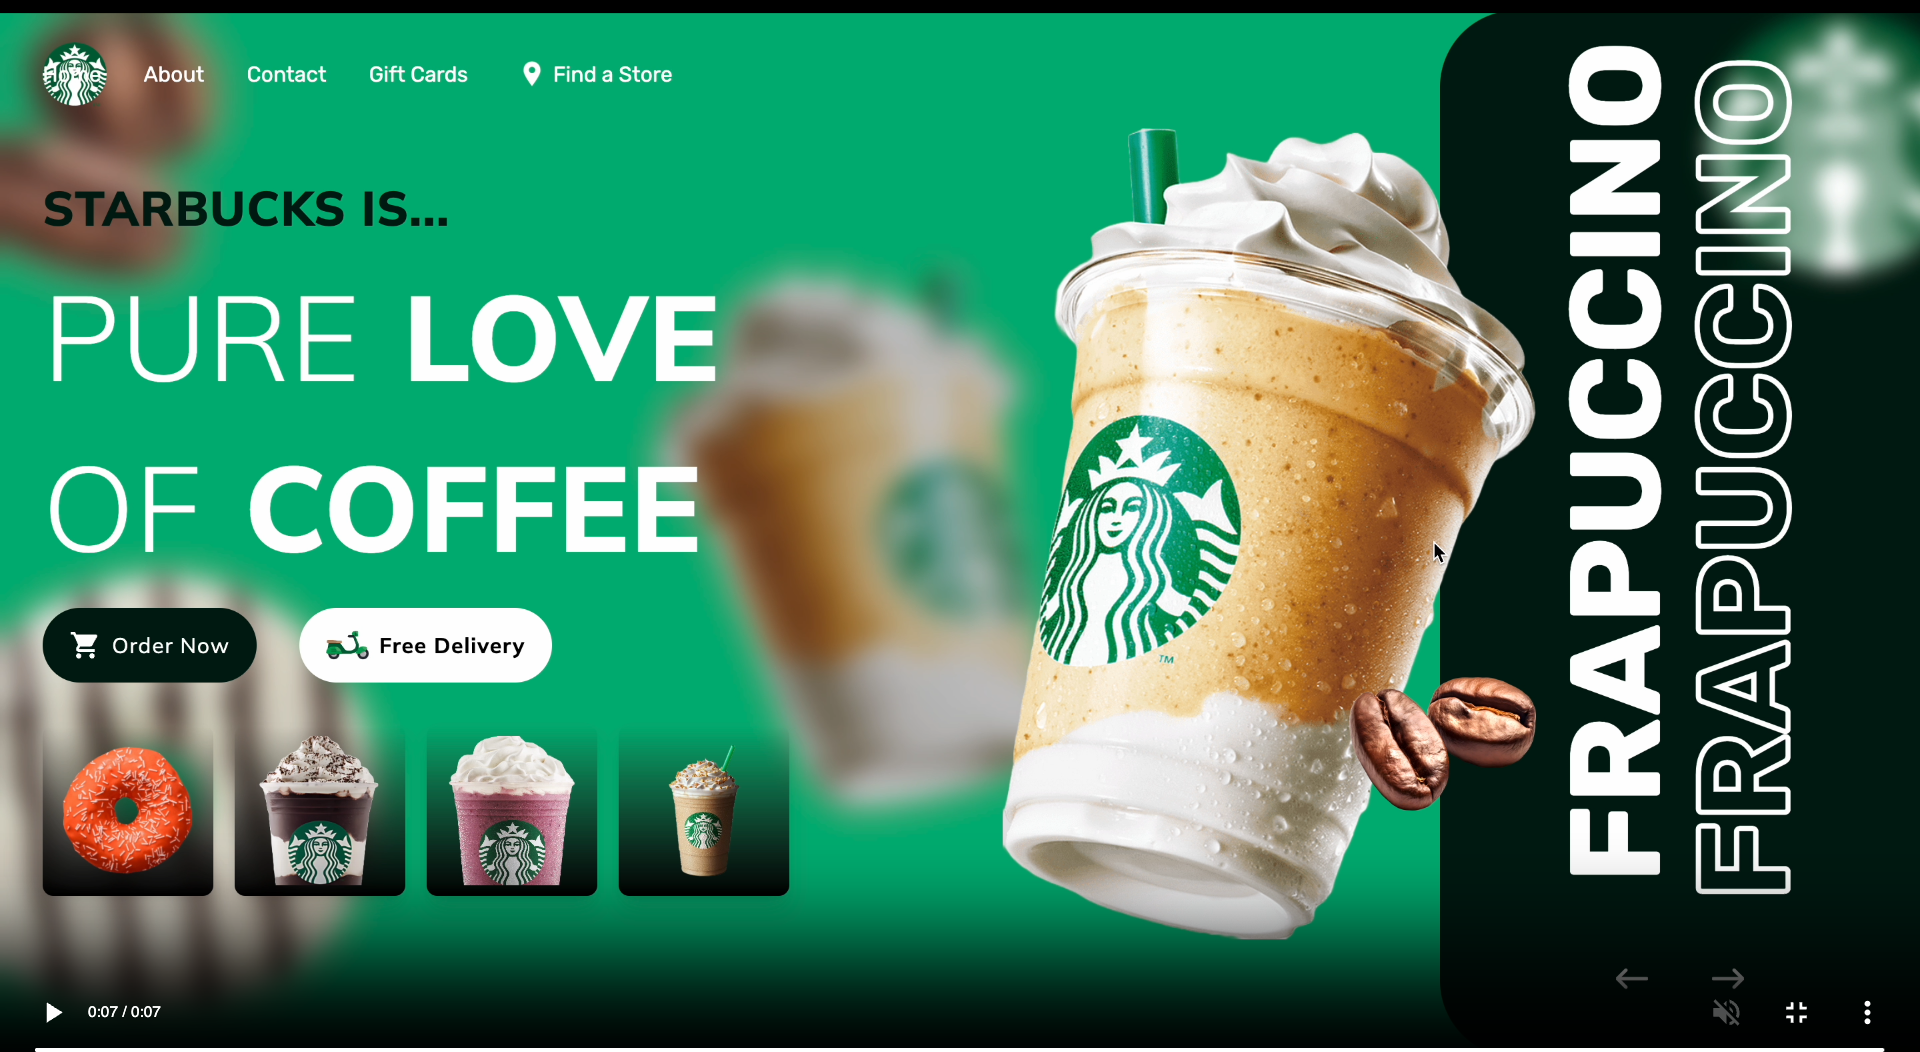 Home
About
Contact
Gift Cards
Find a Store
STARBUCKS IS...
PURE LOVE
OF COFFEE
Order Now
Free Delivery
TM
FRAPUCCINO
FRAPUCCINO
0:07 / 0:07